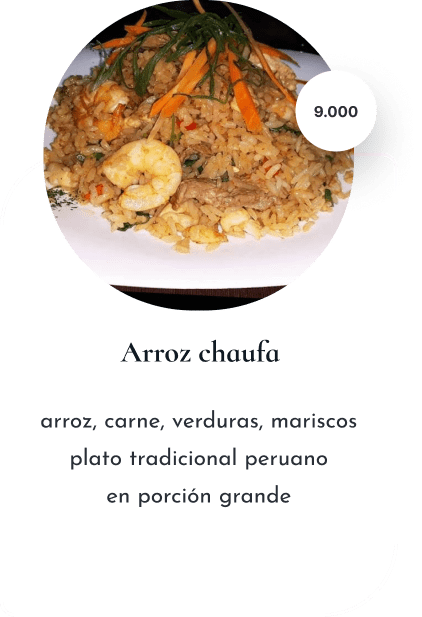 9.000
Arroz chaufa
arroz, carne, verduras, mariscos
plato tradicional peruano
en porción grande